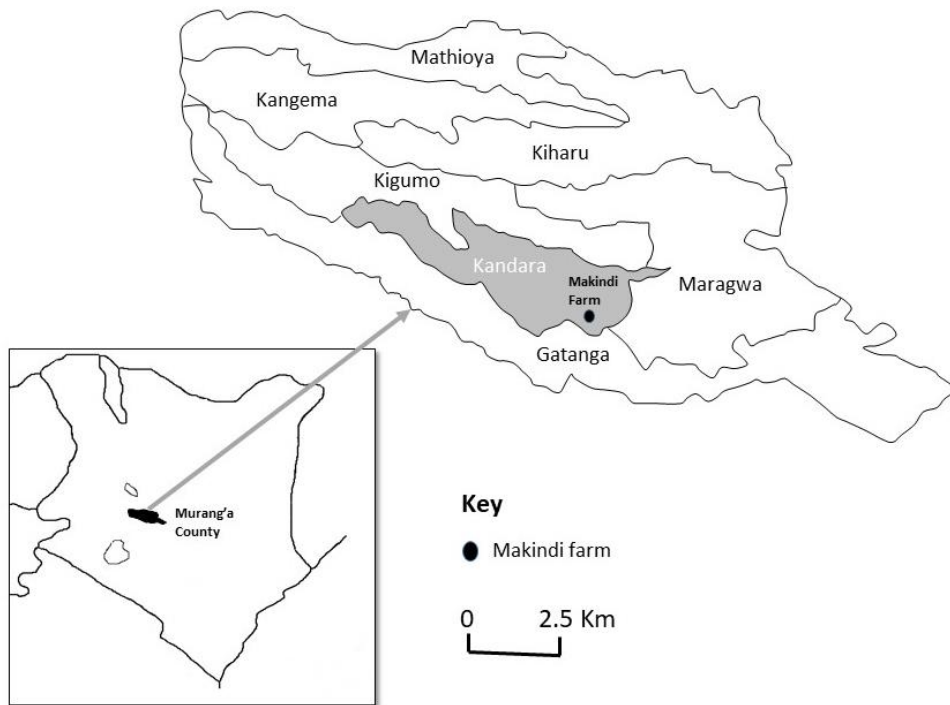 Mathioya
Kangema
Kiharu
Kigumo
Kandara
Makindi
Farm
Maragwa
Gatanga
Murang'a
County
Key
Makindi farm
0 2.5 Km